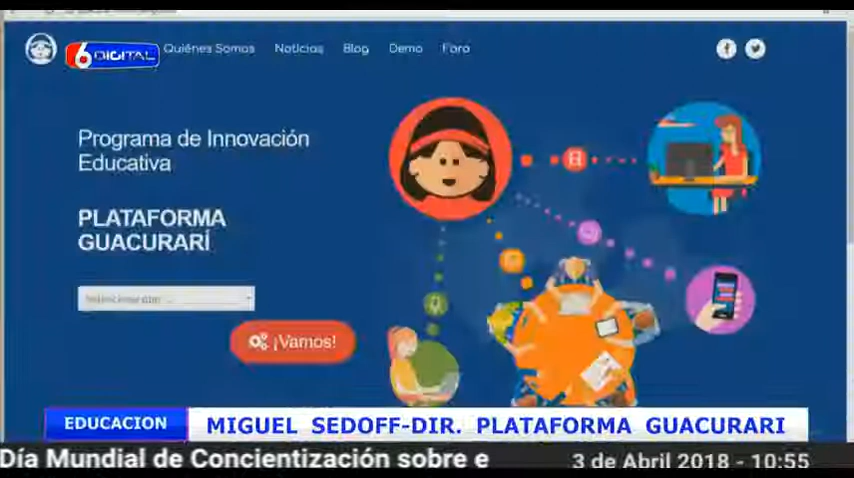 6 DIGITAL
Quiénes Somos Noticias Blog Demo Foro
Programa de Innovación
Educativa
PLATAFORMA
GUACURARÍ
¡Vamos!
EDUCACION
MIGUEL SEDOFF-DIR. PLATAFORMA GUACURARI
Día Mundial de Concientización sobre e
3 de Abril 2018 - 10:55